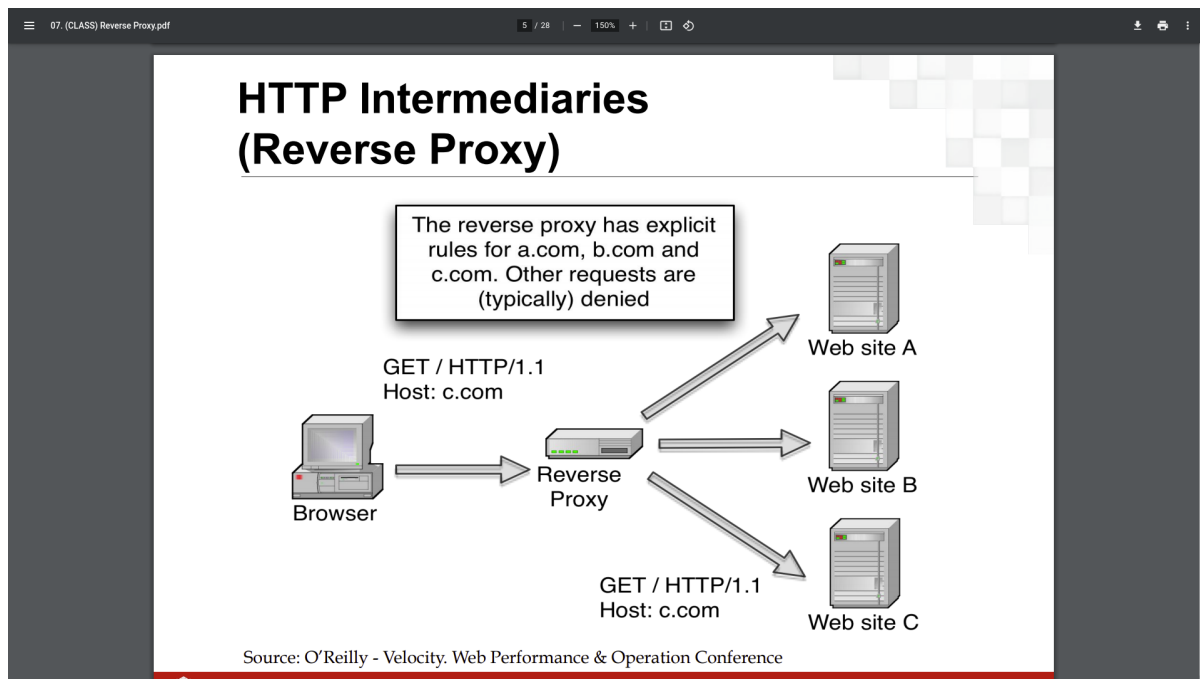 07. (CLASS) Reverse Proxy.pdf
5 / 28
150%
HTTP Intermediaries
(Reverse Proxy)
The reverse proxy has explicit
rules for a.com, b.com and
c.com. Other requests are
(typically) denied
GET / HTTP/1.1
Host: c.com
Browser
Reverse
Proxy
Web site A
Web site B
GET / HTTP/1.1
Host: c.com
Web site C
Source: O’Reilly - Velocity. Web Performance & Operation Conference